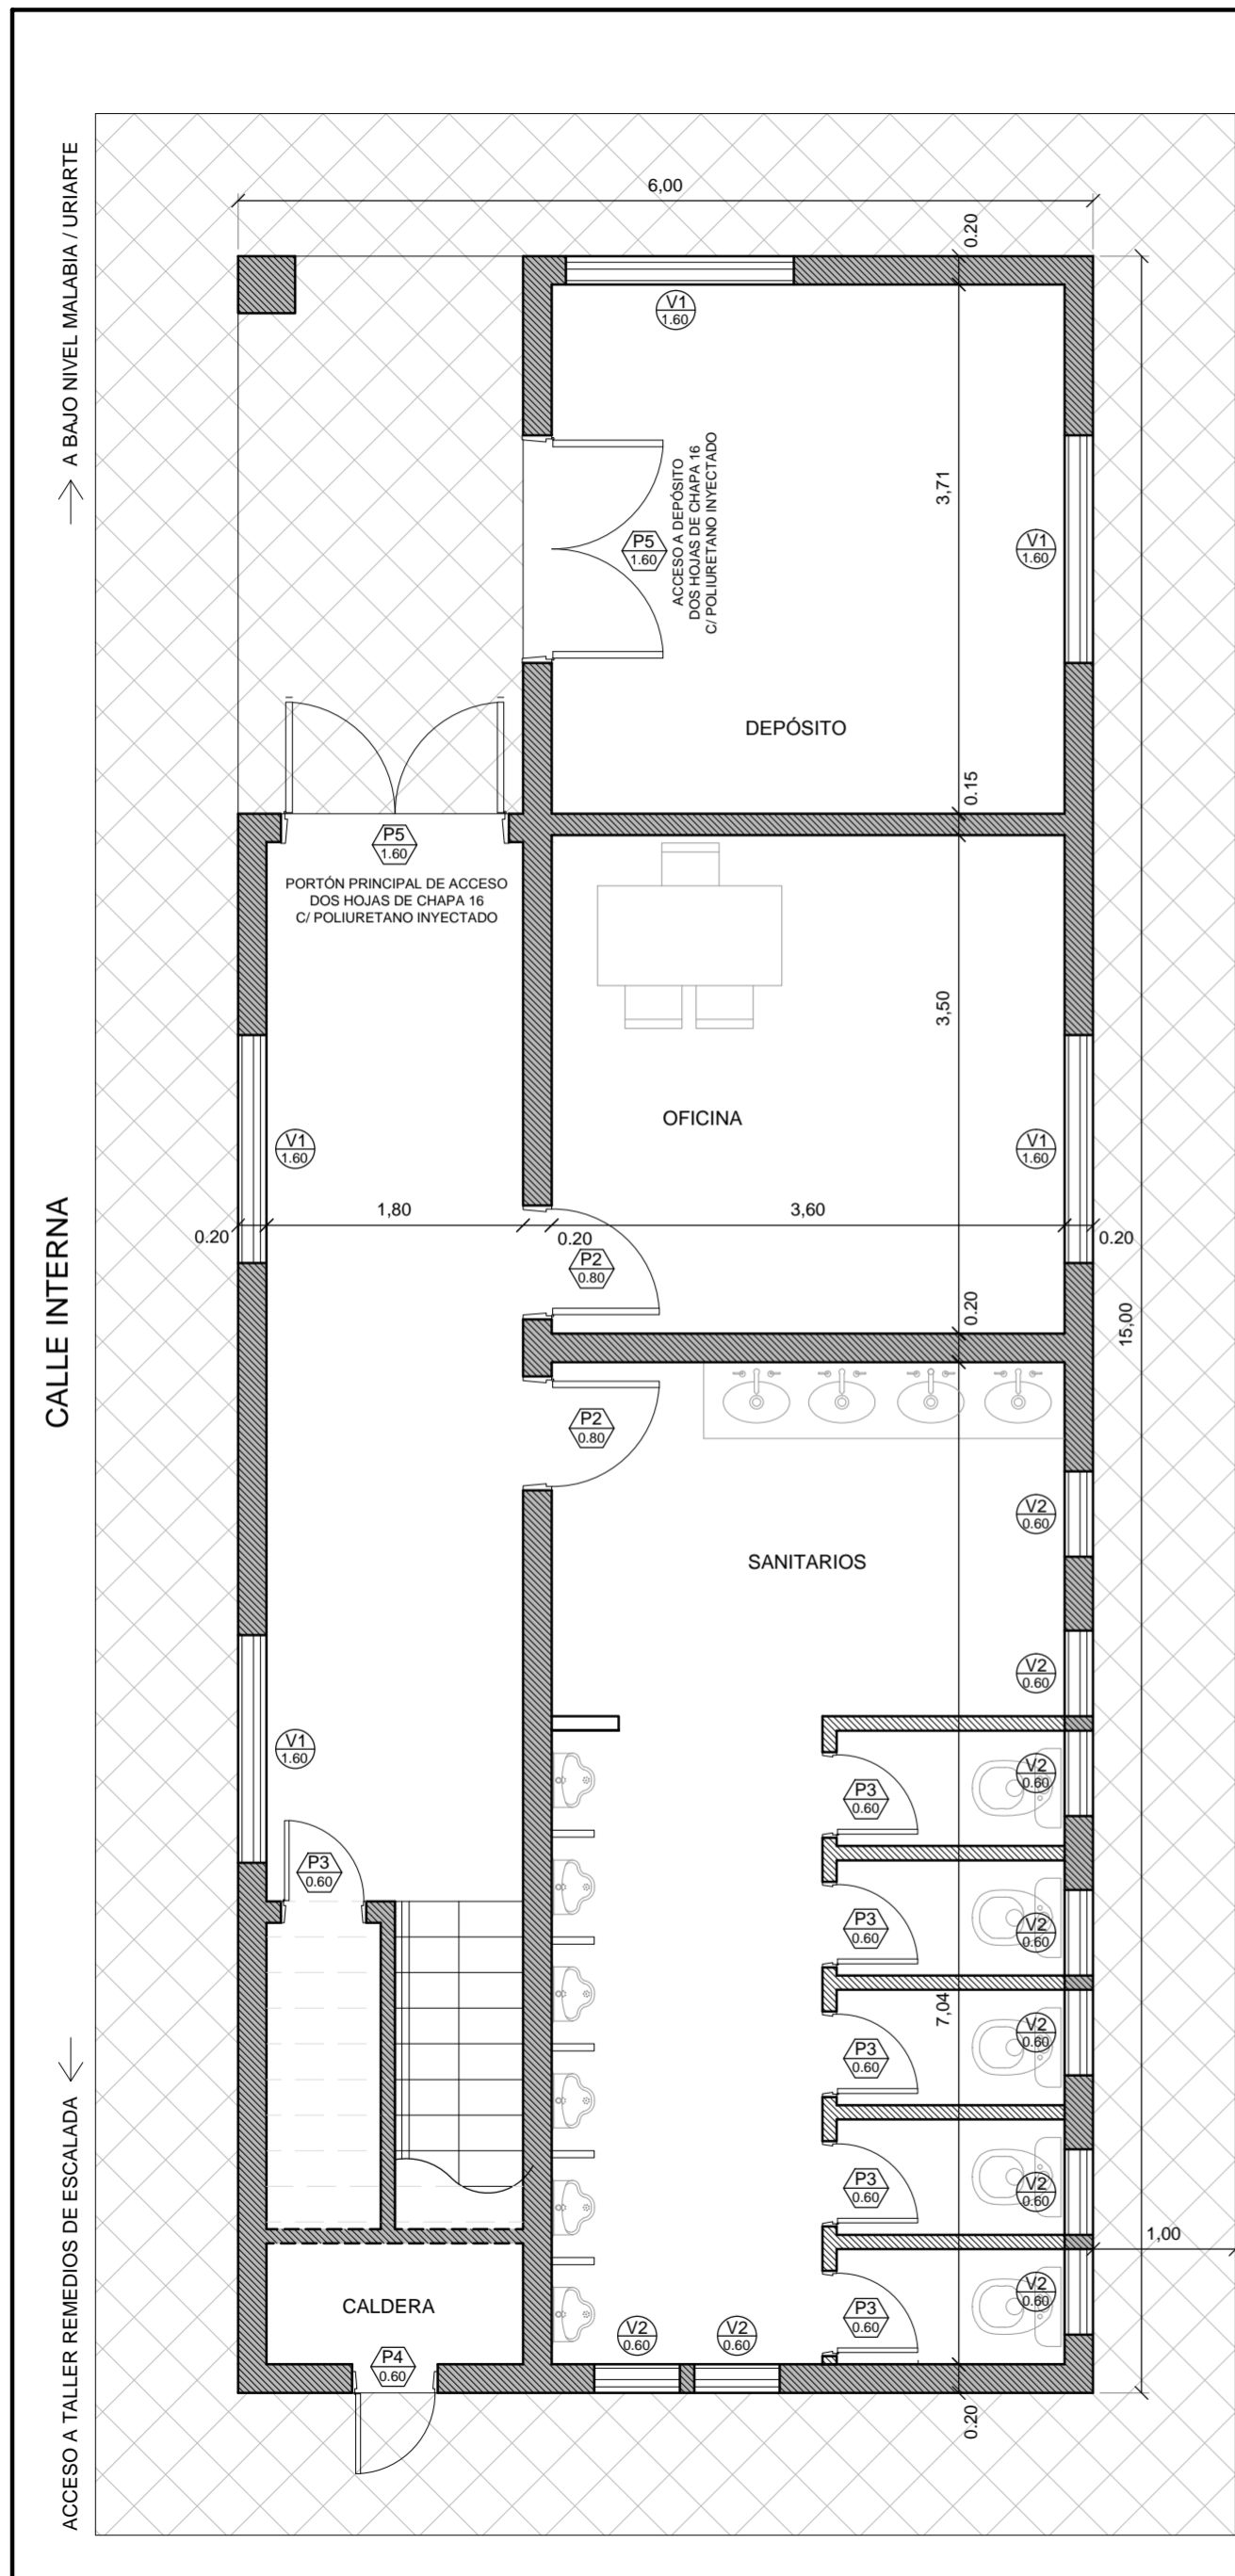 6,00
0.20
→ A BAJO NIVEL MALABIA / URIARTE
V1
1.60
3,71
ACCESO A DEPÓSITO
DOS HOJAS DE CHAPA 16
C/ POLIURETANO INYECTADO
P5
1.60
V1
1.60
DEPÓSITO
0.15
P5
1.60
PORTÓN PRINCIPAL DE ACCESO
DOS HOJAS DE CHAPA 16
C/ POLIURETANO INYECTADO
3,50
OFICINA
V1
1.60
V1
1.60
CALLE INTERNA
0.20
1,80
0.20
3,60
0.20
P2
0.80
0.20
15,00
P2
0.80
V2
0.60
SANITARIOS
V2
0.60
V1
1.60
V2
0.60
P3
0.60
P3
0.60
P3
0.60
V2
0.60
7,04
V2
0.60
P3
0.60
V2
0.60
P3
0.60
1,00
ACCESO A TALLER REMEDIOS DE ESCALADA ←
CALDERA
V2
0.60
P3
0.60
V2
0.60
V2
0.60
P4
0.60
0.20